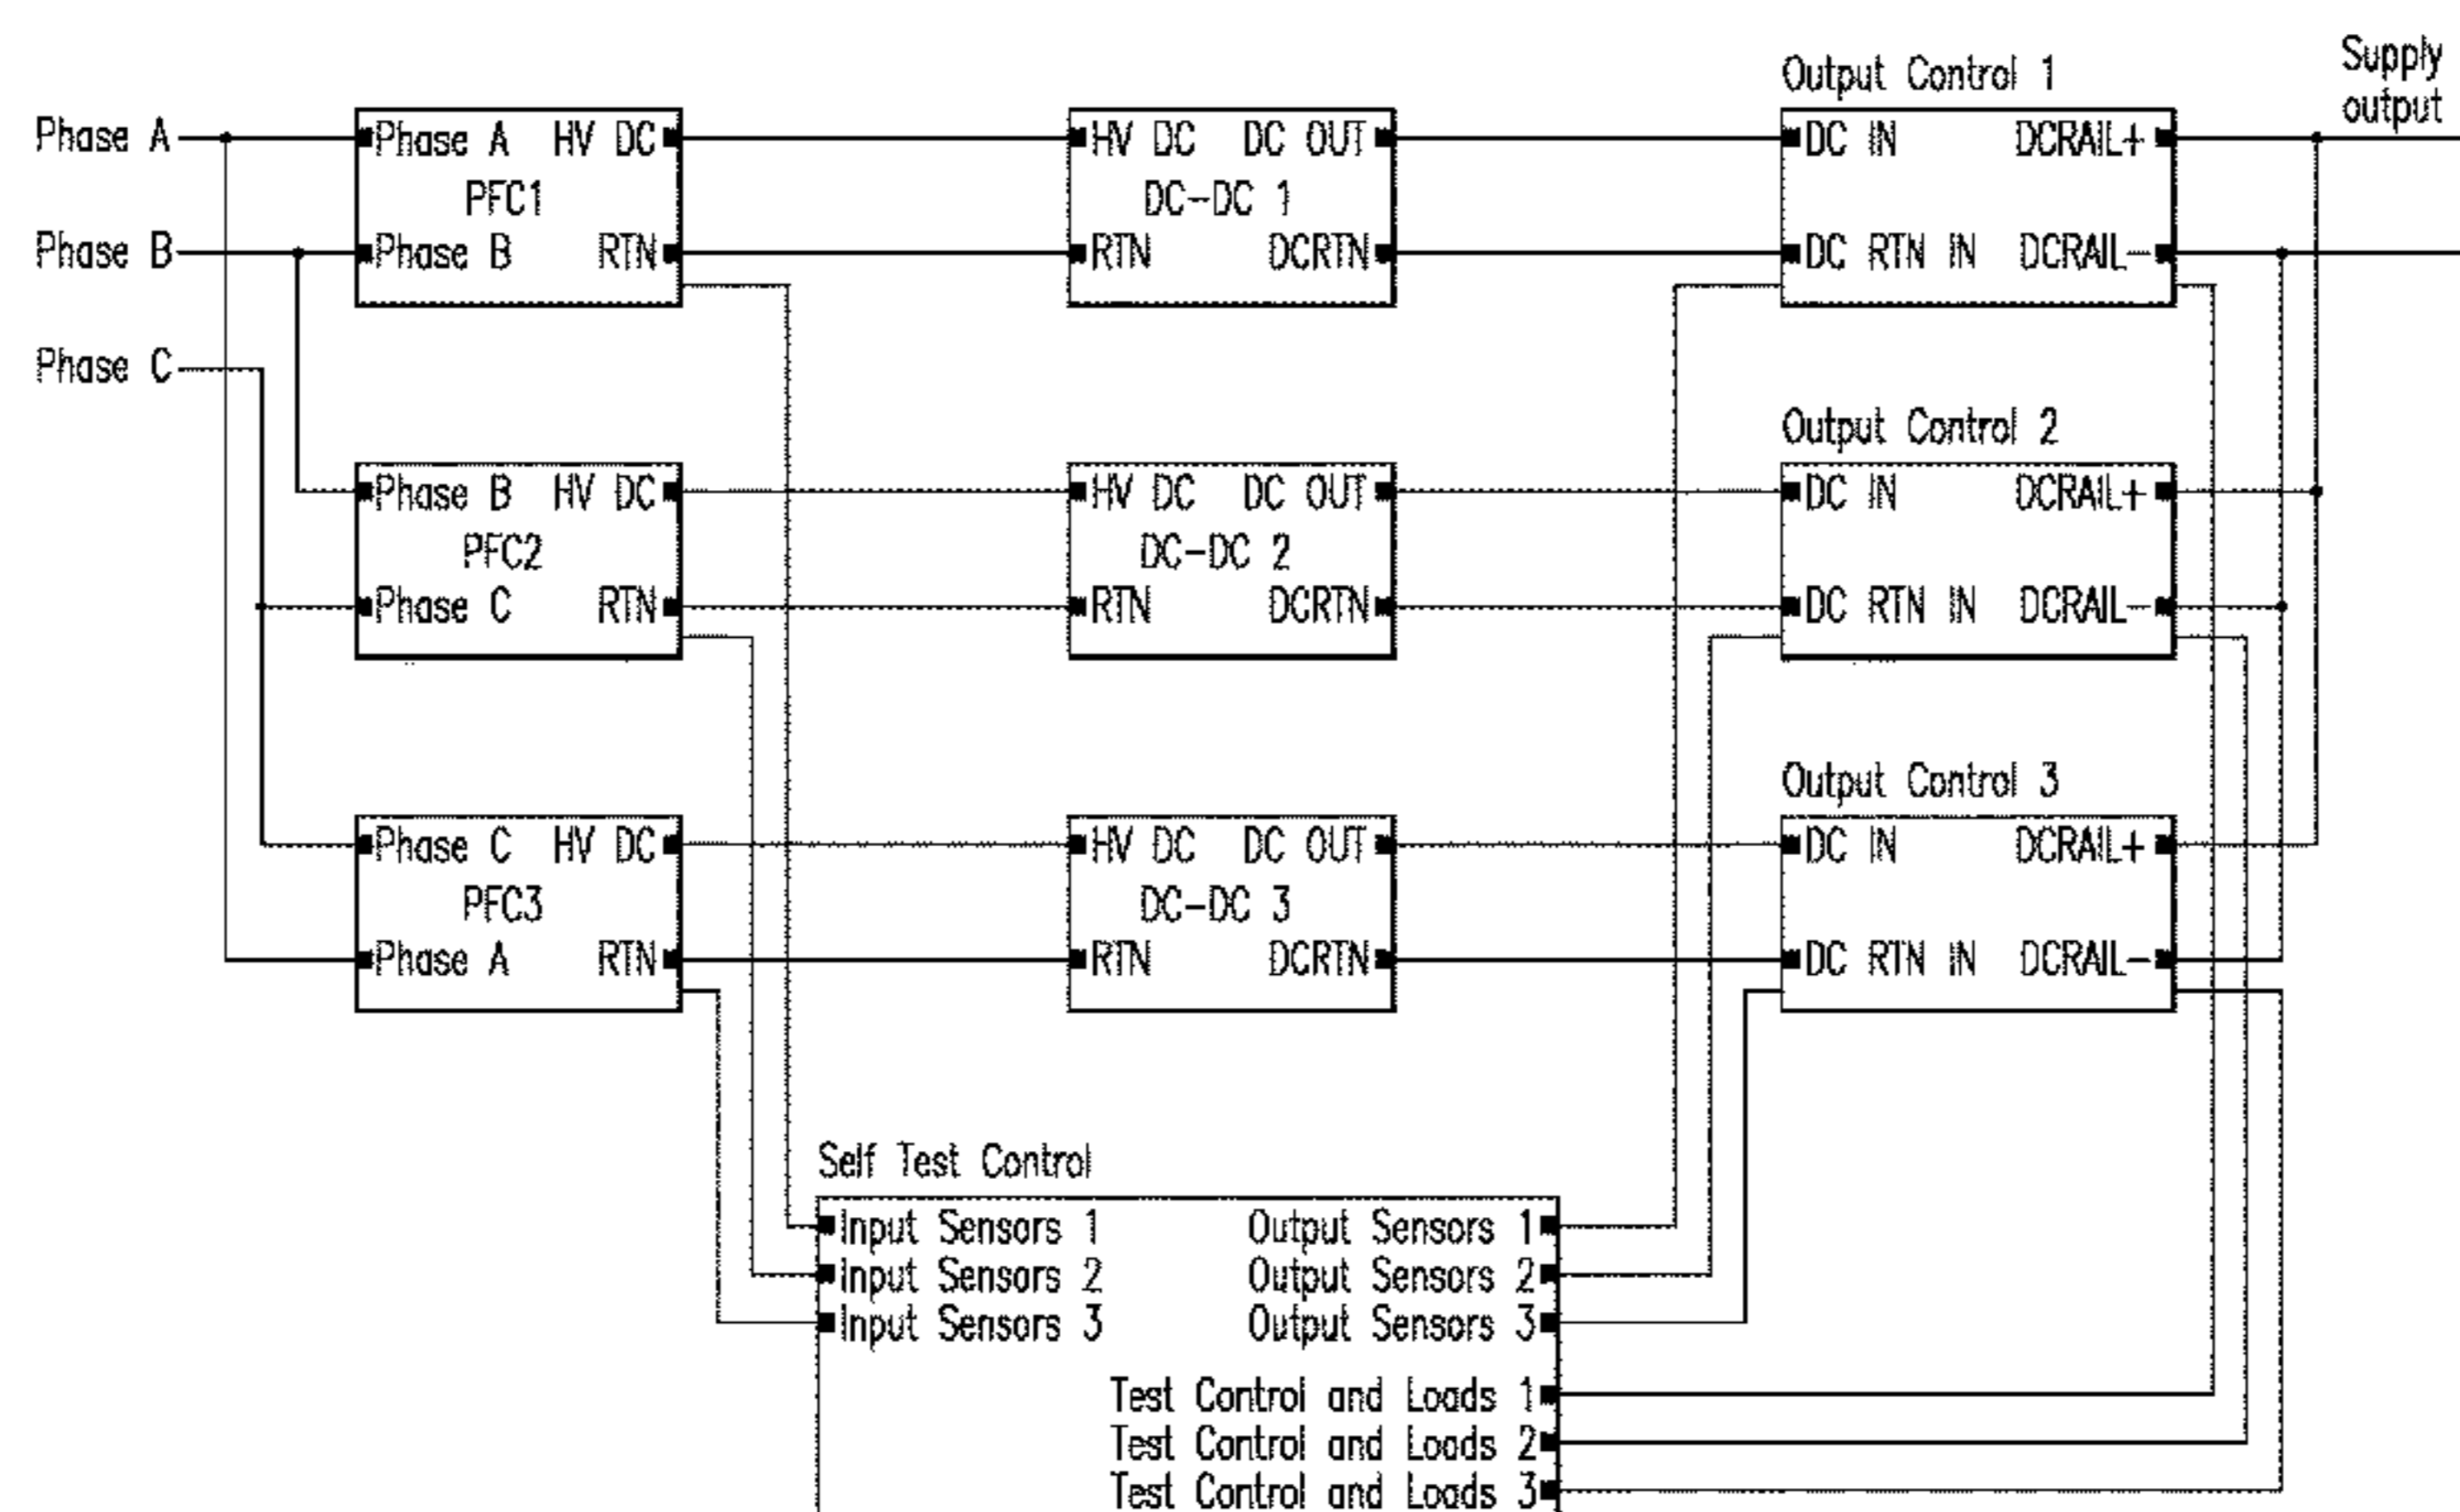 Supply
output
Phase A
Phase B
Phase C
Phase A HV DC
PFC1
Phase B RTN
HV DC DC OUT
DC-DC 1
RTN DCRTN
Output Control 1
DC IN DCRAIL+
DC RTN IN DCRAIL-
Phase B HV DC
PFC2
Phase C RTN
HV DC DC OUT
DC-DC 2
RTN DCRTN
Output Control 2
DC IN DCRAIL+
DC RTN IN DCRAIL-
Phase C HV DC
PFC3
Phase A RTN
HV DC DC OUT
DC-DC 3
RTN DCRTN
Output Control 3
DC IN DCRAIL+
DC RTN IN DCRAIL-
Self Test Control
Input Sensors 1 Output Sensors 1
Input Sensors 2 Output Sensors 2
Input Sensors 3 Output Sensors 3
Test Control and Loads 1
Test Control and Loads 2
Test Control and Loads 3